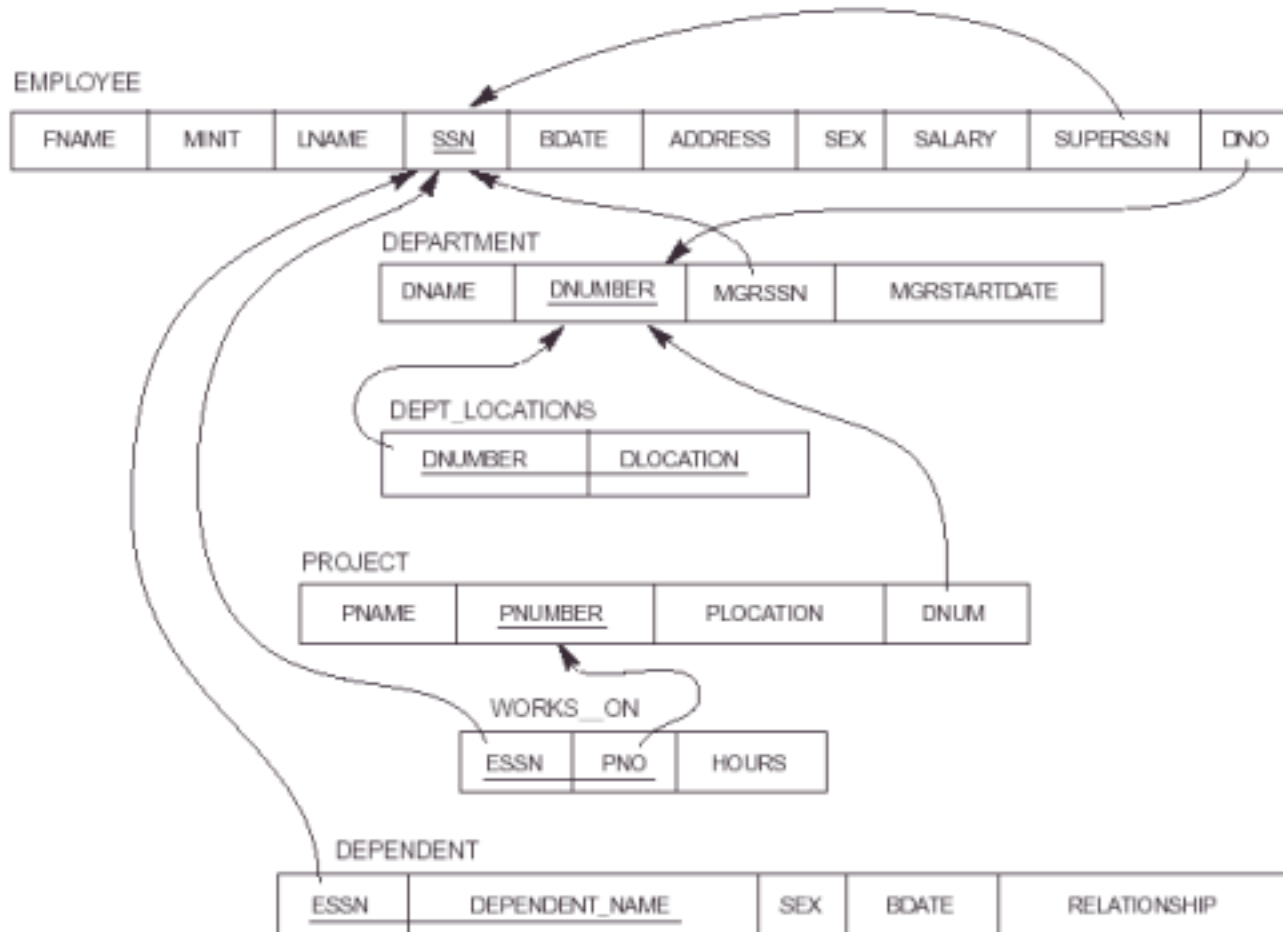 EMPLOYEE
FNAME MINIT LNAME SSN BDATE ADDRESS SEX SALARY SUPERSSN DNO
DEPARTMENT
DNAME DNUMBER MGRSSN MGRSTARTDATE
DEPT_LOCATIONS
DNUMBER DLOCATION
PROJECT
PNAME PNUMBER PLOCATION DNUM
WORKS_ON
ESSN PNO HOURS
DEPENDENT
ESSN DEPENDENT_NAME SEX BDATE RELATIONSHIP